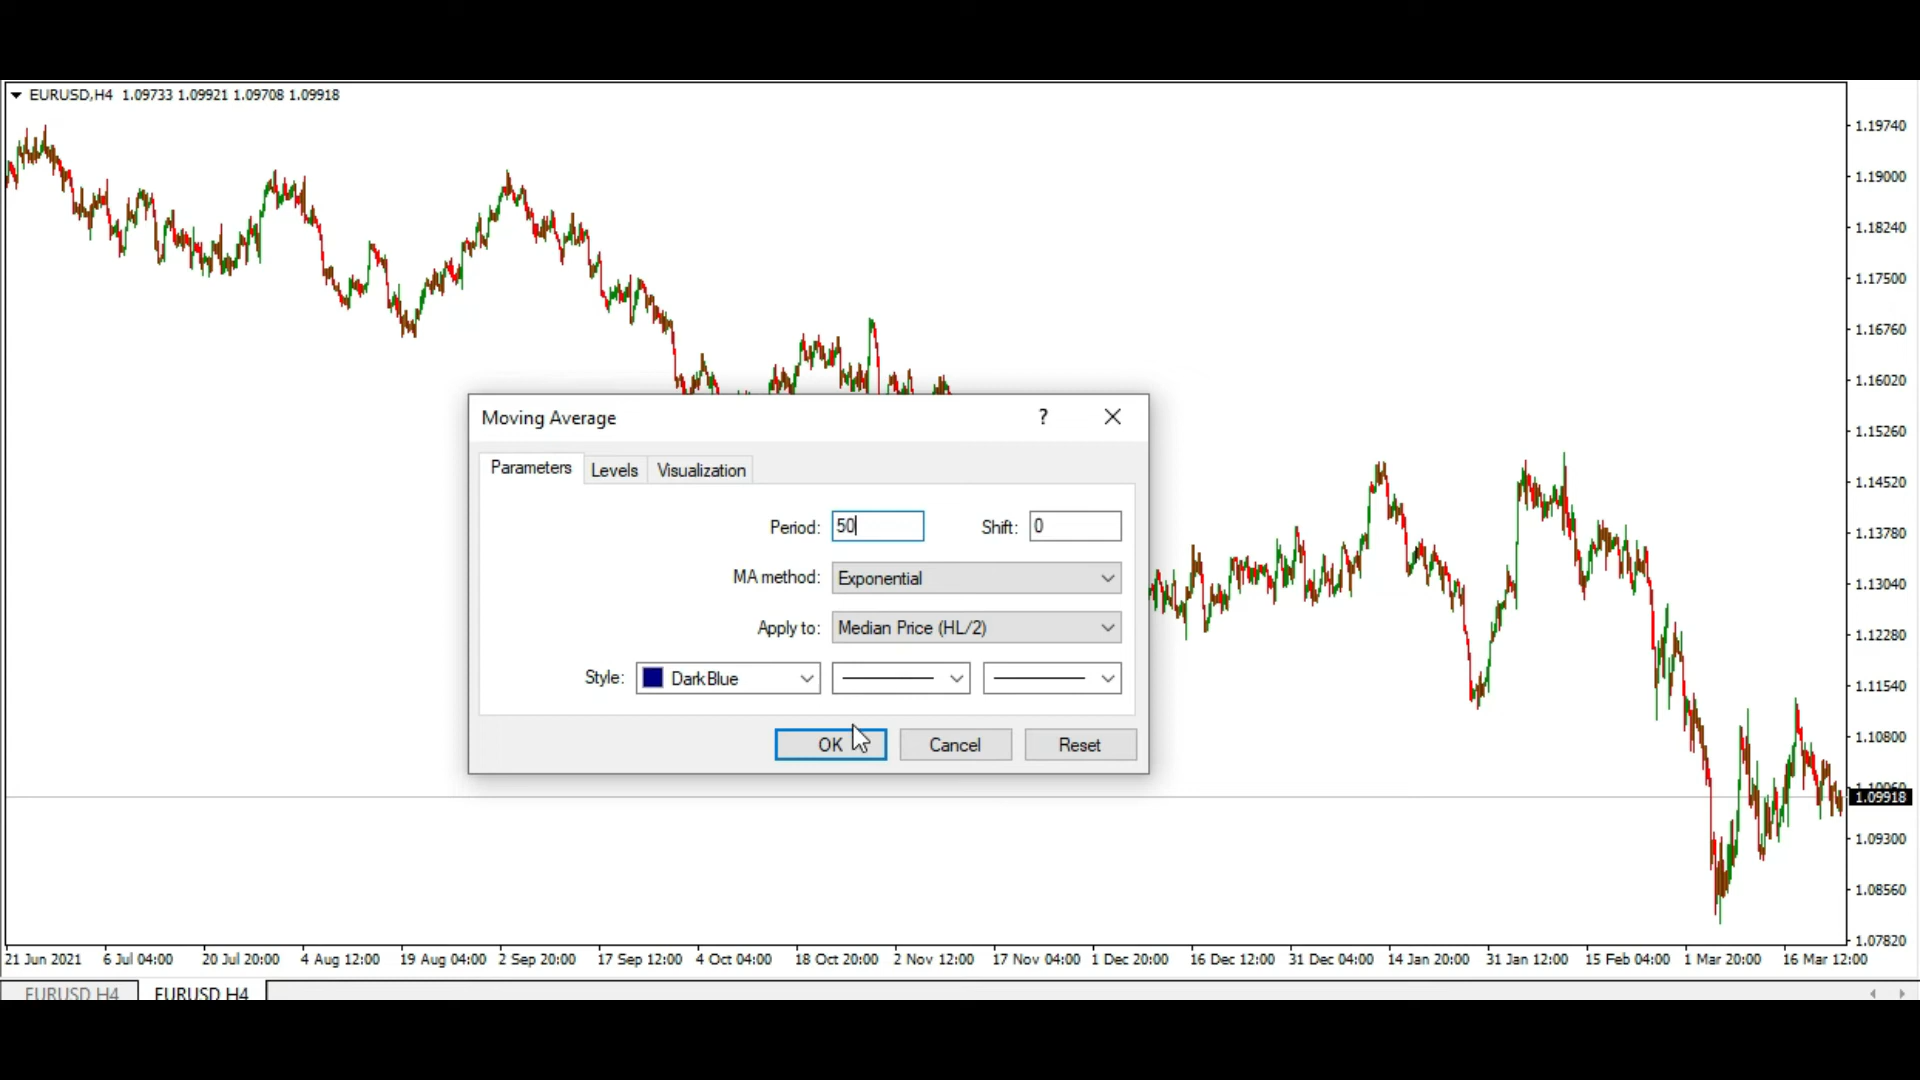 EURUSD,H4 1.09733 1.09921 1.09708 1.09918
1.19740
1.19000
1.18240
1.17500
1.16760
1.16020
1.15260
1.14520
1.13780
1.13040
1.12280
1.11540
1.10800
1.09918
1.09300
1.08560
1.07820
Moving Average ?
Parameters Levels Visualization
Period: 50 Shift: 0
MA method: Exponential
Apply to: Median Price (HL/2)
Style: DarkBlue
OK Cancel Reset
21 Jun 2021 6 Jul 04:00 20 Jul 20:00 4 Aug 12:00 19 Aug 04:00 2 Sep 20:00 17 Sep 12:00 4 Oct 04:00 18 Oct 20:00 2 Nov 12:00 17 Nov 04:00 1 Dec 20:00 16 Dec 12:00 31 Dec 04:00 14 Jan 20:00 31 Jan 12:00 15 Feb 04:00 1 Mar 20:00 16 Mar 12:00
EURUSD H4 EURUSD H4